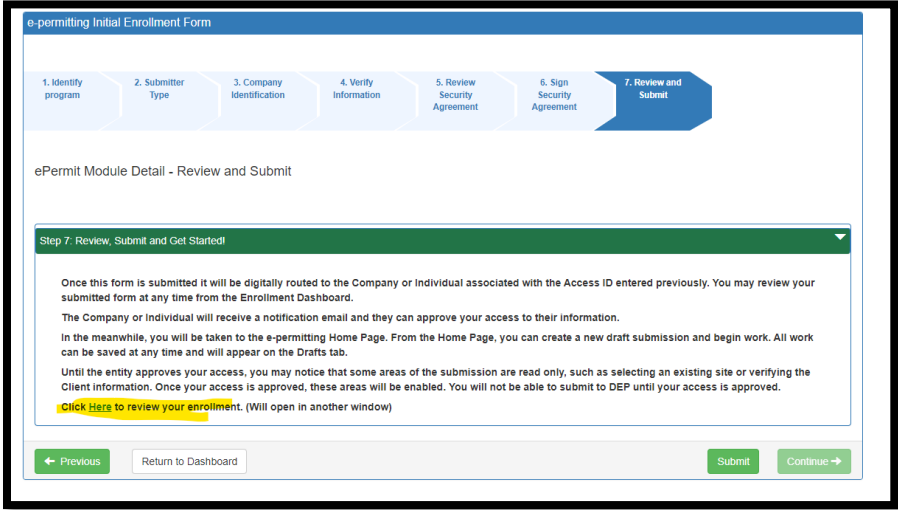 e-permitting Initial Enrollment Form
1. Identify program
2. Submitter Type
3. Company Identification
4. Verify Information
5. Review Security Agreement
6. Sign Security Agreement
7. Review and Submit
ePermit Module Detail - Review and Submit
Step 7: Review, Submit and Get Started!
Once this form is submitted it will be digitally routed to the Company or Individual associated with the Access ID entered previously. You may review your
submitted form at any time from the Enrollment Dashboard.
The Company or Individual will receive a notification email and they can approve your access to their information.
In the meanwhile, you will be taken to the e-permitting Home Page. From the Home Page, you can create a new draft submission and begin work. All work
can be saved at any time and will appear on the Drafts tab.
Until the entity approves your access, you may notice that some areas of the submission are read only, such as selecting an existing site or verifying the
Client information. Once your access is approved, these areas will be enabled. You will not be able to submit to DEP until your access is approved.
Click Here to review your enrollment. (Will open in another window)
← Previous
Return to Dashboard
Submit
Continue →